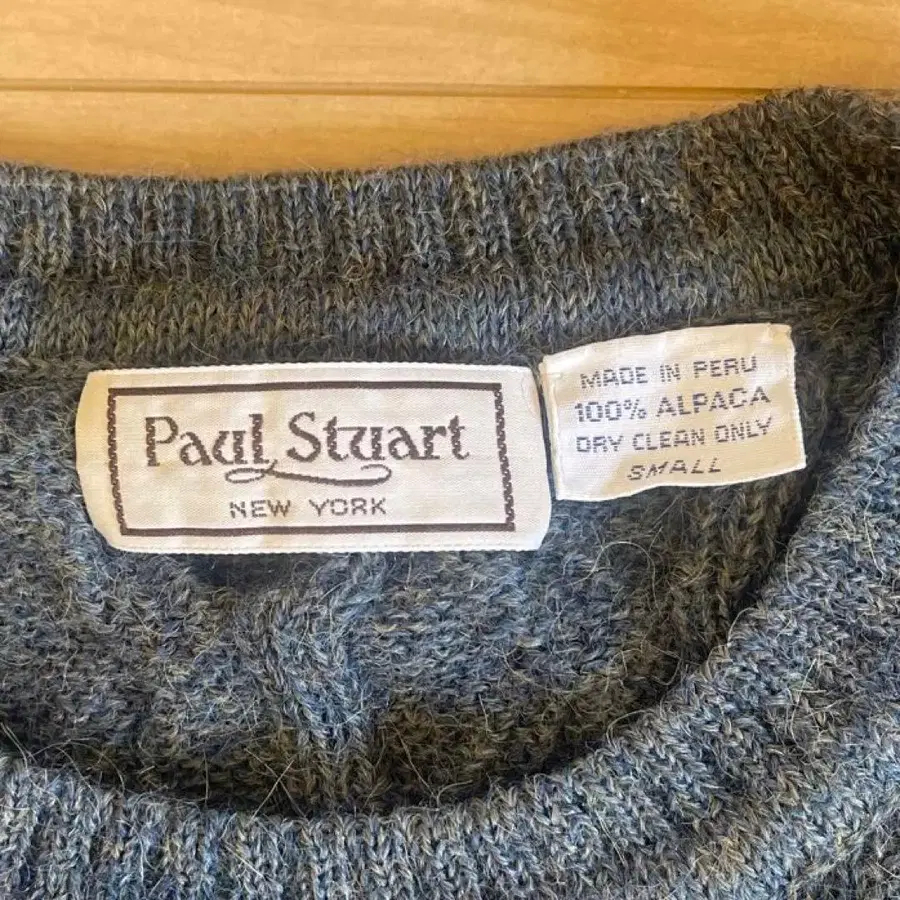 Paul Stuart
NEW YORK
MADE IN PERU
100% ALPACA
DRY CLEAN ONLY
SMALL